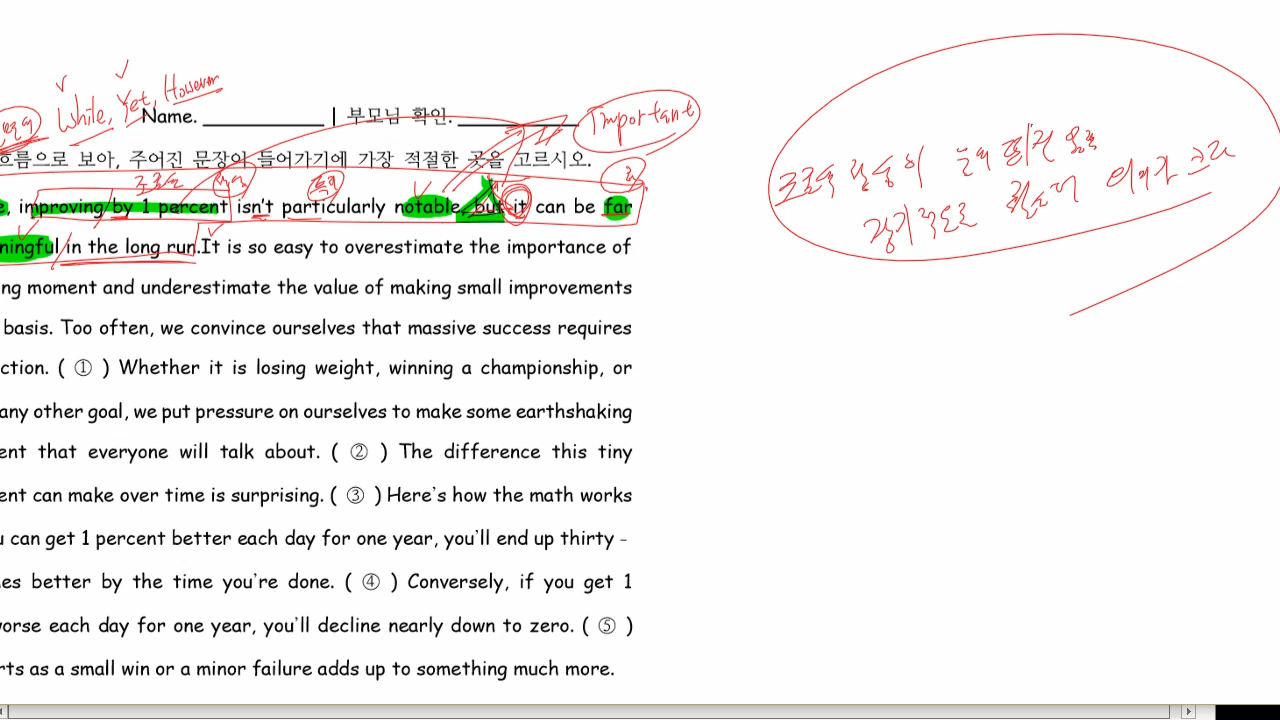 While, Yet, However
Name. ____________ | 부모님 확인. ____________ Important
흐름으로 보아, 주어진 문장이 들어가기에 가장 적절한 곳을 고르시오.
improving by 1 percent isn't particularly notable, but it can be far
ningful in the long run.It is so easy to overestimate the importance of
ng moment and underestimate the value of making small improvements
basis. Too often, we convince ourselves that massive success requires
ction. ( ① ) Whether it is losing weight, winning a championship, or
any other goal, we put pressure on ourselves to make some earthshaking
ent that everyone will talk about. ( ② ) The difference this tiny
ent can make over time is surprising. ( ③ ) Here's how the math works
u can get 1 percent better each day for one year, you'll end up thirty -
es better by the time you're done. ( ④ ) Conversely, if you get 1
orse each day for one year, you'll decline nearly down to zero. ( ⑤ )
rts as a small win or a minor failure adds up to something much more.